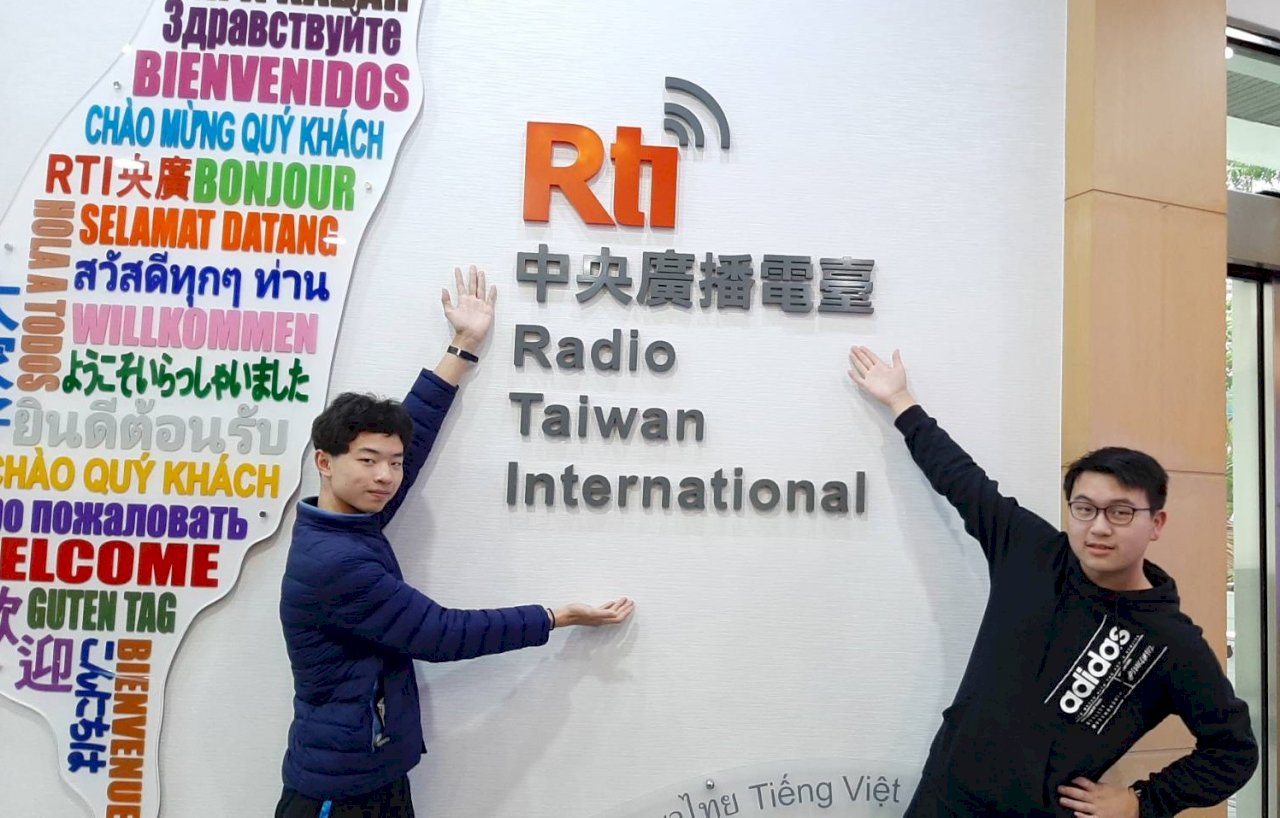 Здравствуйте
BIENVENIDOS
CHÀO MỪNG QUÝ KHÁCH
RTI央廣 BONJOUR
HOLA A TODOS
SELAMAT DATANG
สวัสดีทุกๆ ท่าน
WILLKOMMEN
ようこそいらっしゃいました
ยินดีต้อนรับ
CHÀO QUÝ KHÁCH
пожаловать
WELCOME
GUTEN TAG
歡迎
こんにちは
BIENVENUE
Rti
中央廣播電臺
Radio
Taiwan
International
adidas
Tiếng Việt